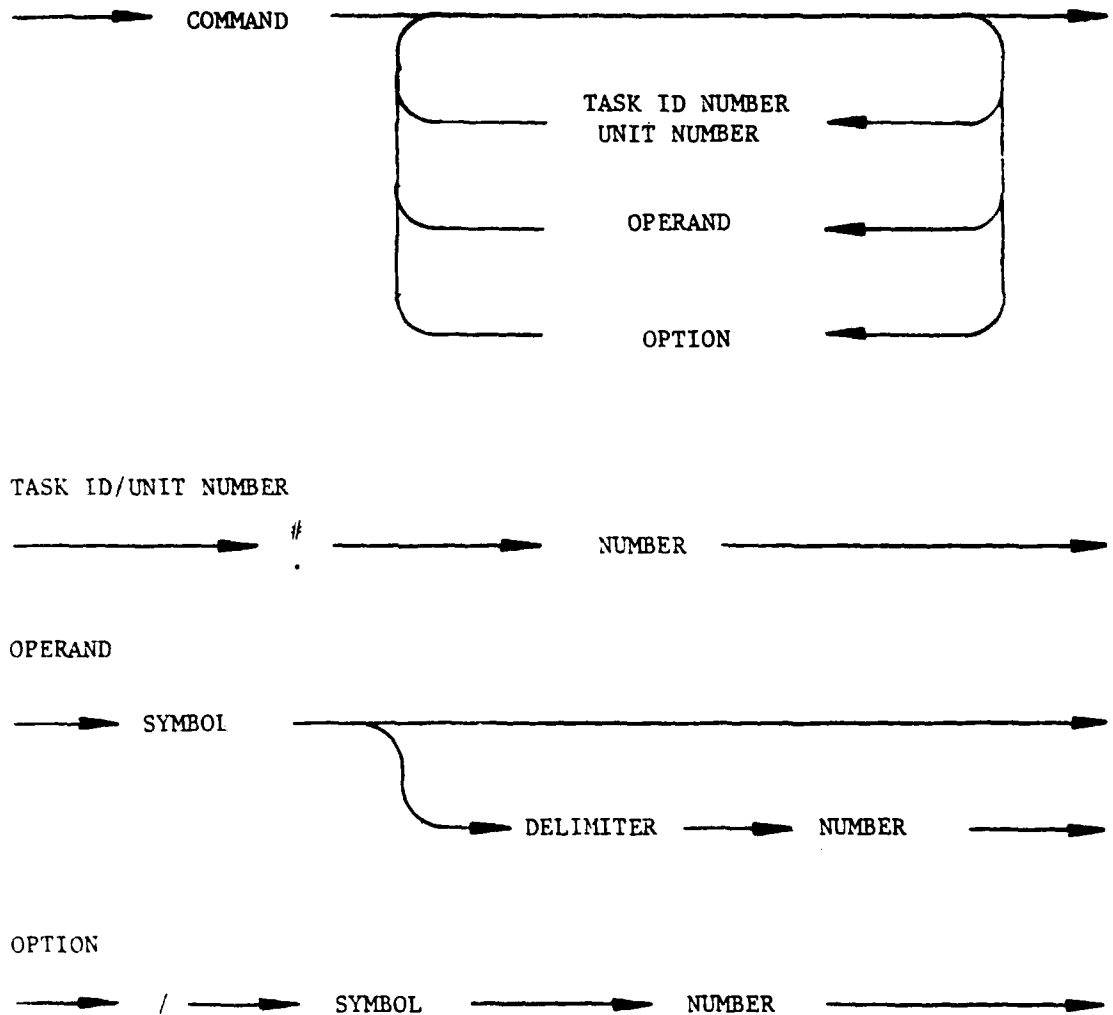 COMMAND
TASK ID NUMBER
UNIT NUMBER
OPERAND
OPTION
TASK ID/UNIT NUMBER
# NUMBER
.
OPERAND
SYMBOL
DELIMITER NUMBER
OPTION
/ SYMBOL NUMBER